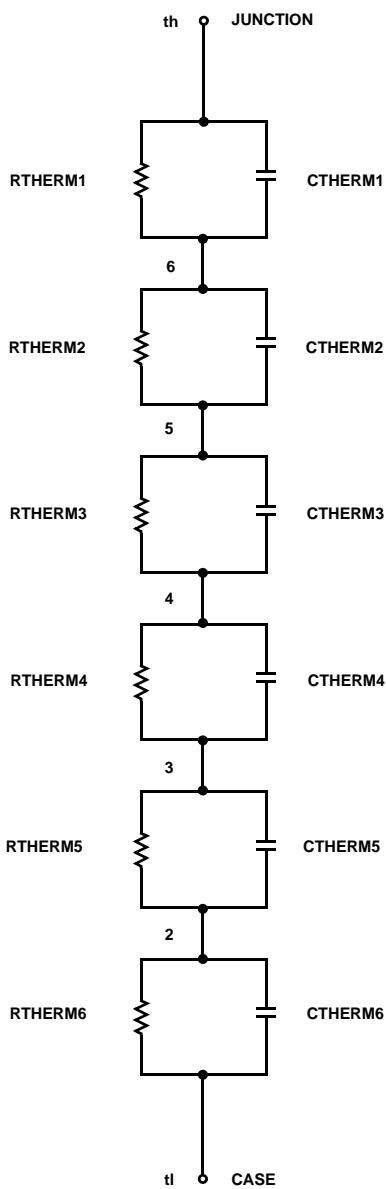 th JUNCTION
RTHERM1 CTHERM1
6
RTHERM2 CTHERM2
5
RTHERM3 CTHERM3
4
RTHERM4 CTHERM4
3
RTHERM5 CTHERM5
2
RTHERM6 CTHERM6
tl CASE